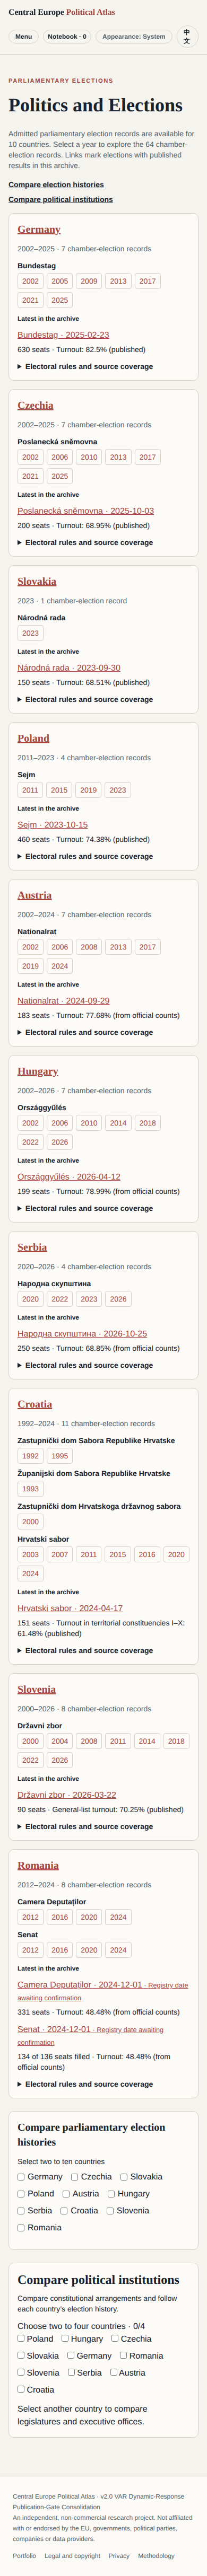 Central Europe Political Atlas
Menu
Notebook · 0
Appearance: System
中
文
PARLIAMENTARY ELECTIONS
Politics and Elections
Admitted parliamentary election records are available for
10 countries. Select a year to explore the 64 chamber-
election records. Links mark elections with published
results in this archive.
Compare election histories
Compare political institutions
Germany
2002–2025 · 7 chamber-election records
Bundestag
2002 2005 2009 2013 2017
2021 2025
Latest in the archive
Bundestag · 2025-02-23
630 seats · Turnout: 82.5% (published)
▶ Electoral rules and source coverage
Czechia
2002–2025 · 7 chamber-election records
Poslanecká sněmovna
2002 2006 2010 2013 2017
2021 2025
Latest in the archive
Poslanecká sněmovna · 2025-10-03
200 seats · Turnout: 68.95% (published)
▶ Electoral rules and source coverage
Slovakia
2023 · 1 chamber-election record
Národná rada
2023
Latest in the archive
Národná rada · 2023-09-30
150 seats · Turnout: 68.51% (published)
▶ Electoral rules and source coverage
Poland
2011–2023 · 4 chamber-election records
Sejm
2011 2015 2019 2023
Latest in the archive
Sejm · 2023-10-15
460 seats · Turnout: 74.38% (published)
▶ Electoral rules and source coverage
Austria
2002–2024 · 7 chamber-election records
Nationalrat
2002 2006 2008 2013 2017
2019 2024
Latest in the archive
Nationalrat · 2024-09-29
183 seats · Turnout: 77.68% (from official counts)
▶ Electoral rules and source coverage
Hungary
2002–2026 · 7 chamber-election records
Országgyűlés
2002 2006 2010 2014 2018
2022 2026
Latest in the archive
Országgyűlés · 2026-04-12
199 seats · Turnout: 78.99% (from official counts)
▶ Electoral rules and source coverage
Serbia
2020–2026 · 4 chamber-election records
Народна скупштина
2020 2022 2023 2026
Latest in the archive
Народна скупштина · 2026-10-25
250 seats · Turnout: 68.85% (from official counts)
▶ Electoral rules and source coverage
Croatia
1992–2024 · 11 chamber-election records
Zastupnički dom Sabora Republike Hrvatske
1992 1995
Županijski dom Sabora Republike Hrvatske
1993
Zastupnički dom Hrvatskoga državnog sabora
2000
Hrvatski sabor
2003 2007 2011 2015 2016 2020
2024
Latest in the archive
Hrvatski sabor · 2024-04-17
151 seats · Turnout in territorial constituencies I–X:
61.48% (published)
▶ Electoral rules and source coverage
Slovenia
2000–2026 · 8 chamber-election records
Državni zbor
2000 2004 2008 2011 2014 2018
2022 2026
Latest in the archive
Državni zbor · 2026-03-22
90 seats · General-list turnout: 70.25% (published)
▶ Electoral rules and source coverage
Romania
2012–2024 · 8 chamber-election records
Camera Deputaților
2012 2016 2020 2024
Senat
2012 2016 2020 2024
Latest in the archive
Camera Deputaților · 2024-12-01 · Registry date
awaiting confirmation
331 seats · Turnout: 48.48% (from official counts)
Senat · 2024-12-01 · Registry date awaiting
confirmation
134 of 136 seats filled · Turnout: 48.48% (from
official counts)
▶ Electoral rules and source coverage
Compare parliamentary election
histories
Select two to ten countries
Germany Czechia Slovakia
Poland Austria Hungary
Serbia Croatia Slovenia
Romania
Compare political institutions
Compare constitutional arrangements and follow
each country's election history.
Choose two to four countries · 0/4
Poland Hungary Czechia
Slovakia Germany Romania
Slovenia Serbia Austria
Croatia
Select another country to compare
legislatures and executive offices.
Central Europe Political Atlas · v2.0 VAR Dynamic-Response
Publication-Gate Consolidation
An independent, non-commercial research project. Not affiliated
with or endorsed by the EU, governments, political parties,
companies or data providers.
Portfolio Legal and copyright Privacy Methodology